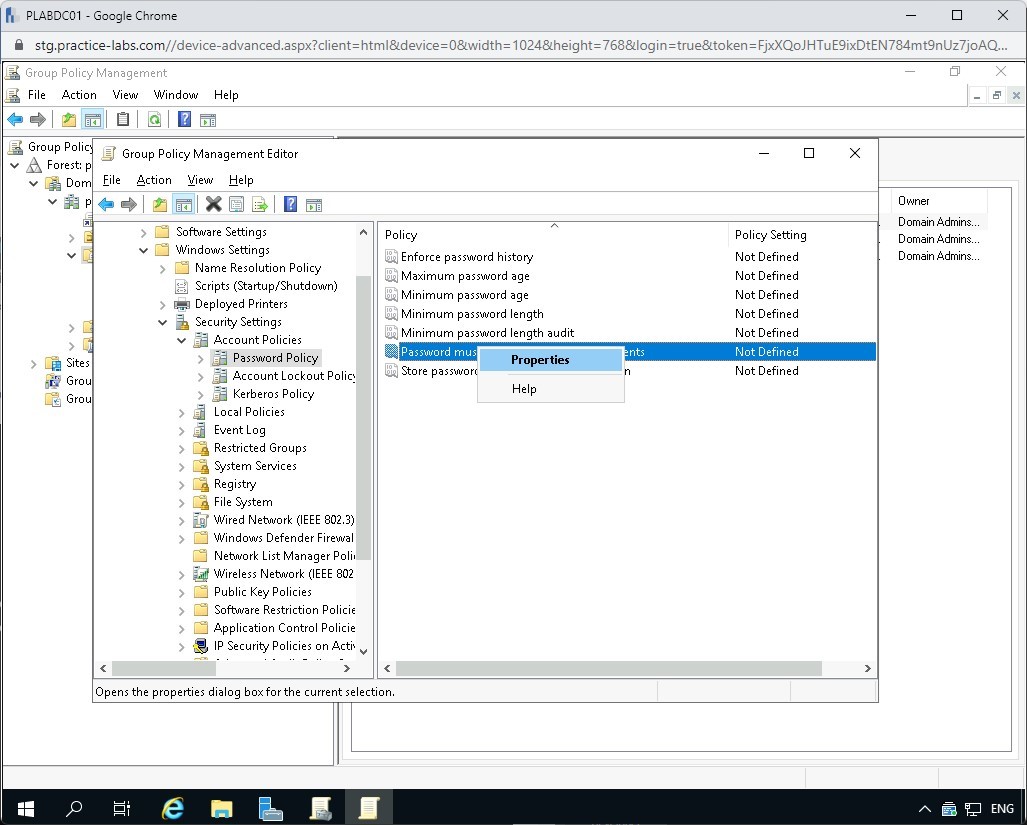 PLABDC01 - Google Chrome
stg.practice-labs.com//device-advanced.aspx?client=html&device=0&width=1024&height=768&login=true&token=FjxXQoJHTuE9ixDtEN784mt9nUz7joAQ...
Group Policy Management
File Action View Window Help
Group Policy
Forest: p
Dom
p
Sites
Grou
Grou
Owner
Domain Admins...
Domain Admins...
Domain Admins...
Group Policy Management Editor
File Action View Help
Software Settings
Windows Settings
Name Resolution Policy
Scripts (Startup/Shutdown)
Deployed Printers
Security Settings
Account Policies
Password Policy
Account Lockout Policy
Kerberos Policy
Local Policies
Event Log
Restricted Groups
System Services
Registry
File System
Wired Network (IEEE 802.3)
Windows Defender Firewal
Network List Manager Poli
Wireless Network (IEEE 802
Public Key Policies
Software Restriction Policie
Application Control Policie
IP Security Policies on Activ
Policy Policy Setting
Enforce password history Not Defined
Maximum password age Not Defined
Minimum password age Not Defined
Minimum password length Not Defined
Minimum password length audit Not Defined
Password mus ents Not Defined
Store password n Not Defined
Properties
Help
Opens the properties dialog box for the current selection.
ENG